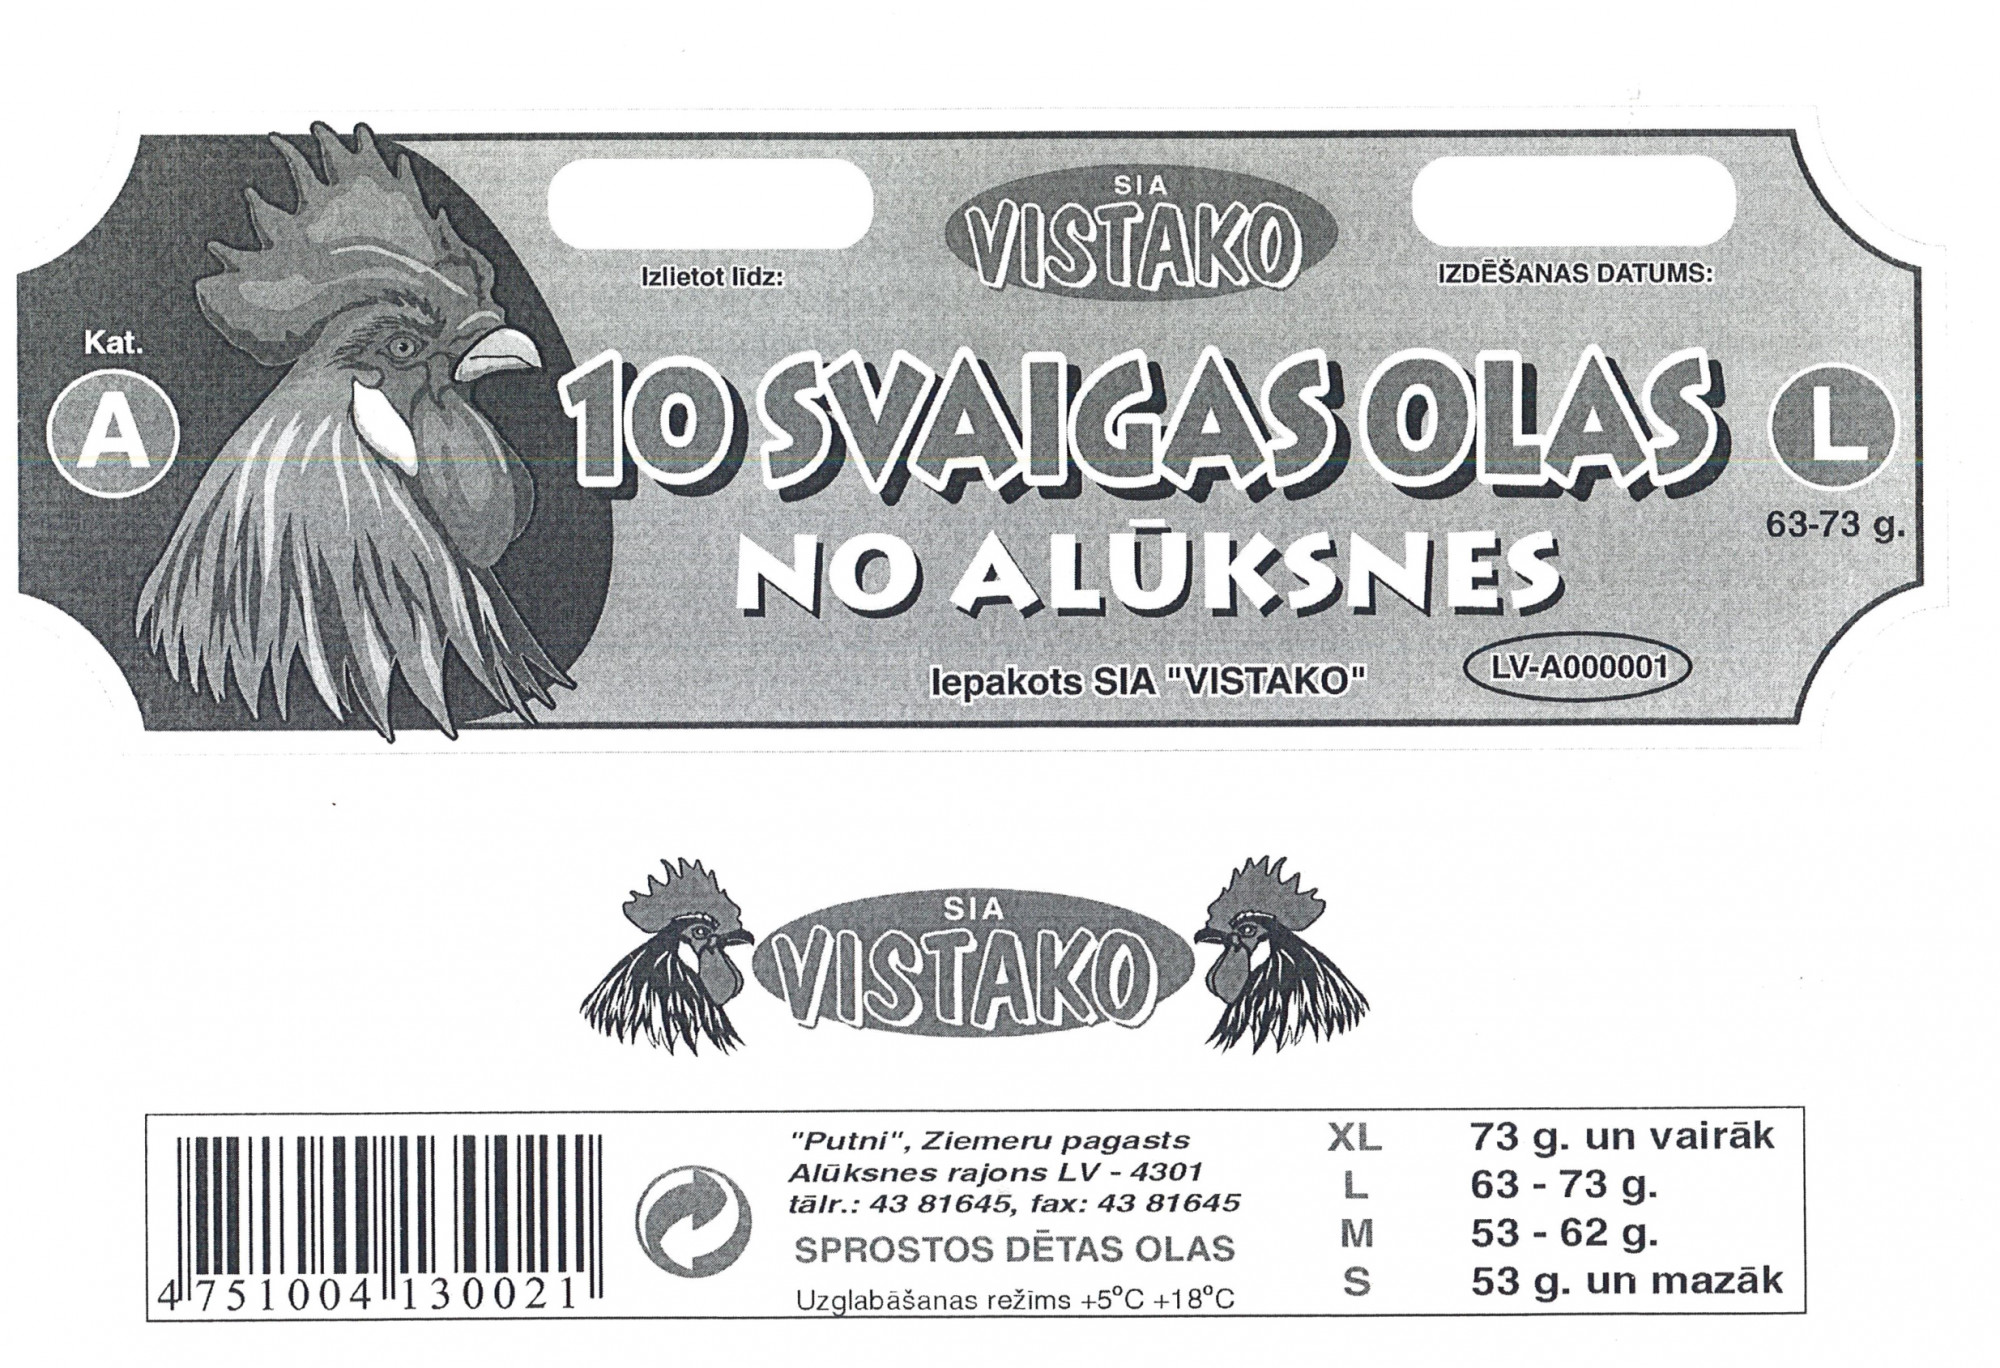 SIA
VISTAKO
Izlietot līdz:
IZDĒŠANAS DATUMS:
Kat.
A
10 SVAIGAS OLAS
L
63-73 g.
NO ALŪKSNES
Iepakots SIA "VISTAKO"
LV-A000001
SIA
VISTAKO
4 751004 130021
"Putni", Ziemeru pagasts
Alūksnes rajons LV - 4301
tālr.: 43 81645, fax: 43 81645
SPROSTOS DĒTAS OLAS
Uzglabāšanas režīms +5°C +18°C
XL 73 g. un vairāk
L 63 - 73 g.
M 53 - 62 g.
S 53 g. un mazāk